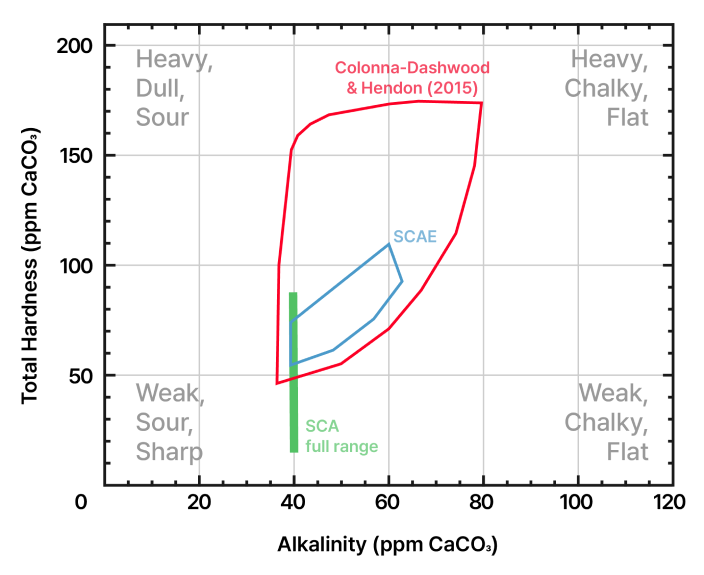 200
150
100
50
0
20
40
60
80
100
120
Total Hardness (ppm CaCO₃)
Alkalinity (ppm CaCO₃)
Heavy,
Dull,
Sour
Heavy,
Chalky,
Flat
Colonna-Dashwood
& Hendon (2015)
SCAE
Weak,
Sour,
Sharp
SCA
full range
Weak,
Chalky,
Flat